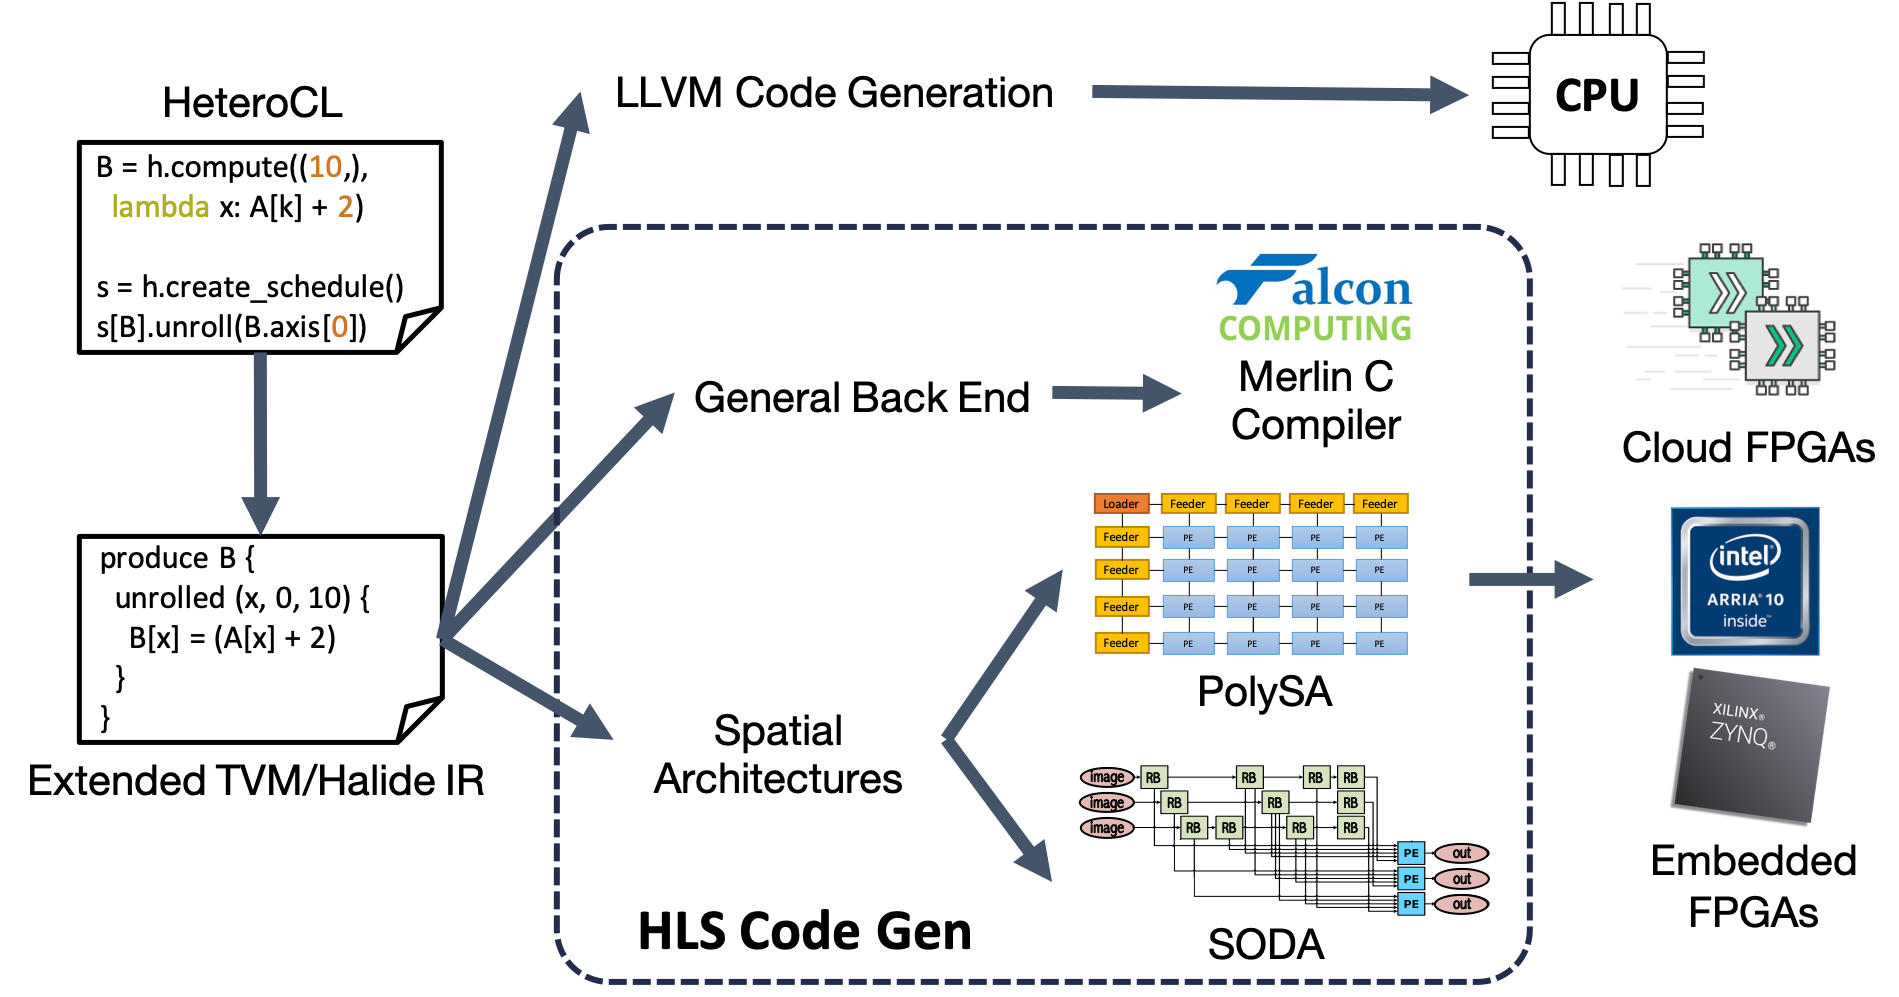 HeteroCL
B = h.compute((10,),
lambda x: A[k] + 2)
s = h.create_schedule()
s[B].unroll(B.axis[0])
produce B {
unrolled (x, 0, 10) {
B[x] = (A[x] + 2)
}
}
Extended TVM/Halide IR
LLVM Code Generation
CPU
General Back End
Falcon
COMPUTING
Merlin C
Compiler
Spatial
Architectures
Loader Feeder Feeder Feeder Feeder
Feeder PE PE PE PE
Feeder PE PE PE PE
Feeder PE PE PE PE
Feeder PE PE PE PE
PolySA
image RB RB RB RB
image RB RB RB
image RB RB RB RB
PE out
PE out
PE out
SODA
HLS Code Gen
Cloud FPGAs
intel
ARRIA® 10
inside™
XILINX®
ZYNQ®
Embedded
FPGAs